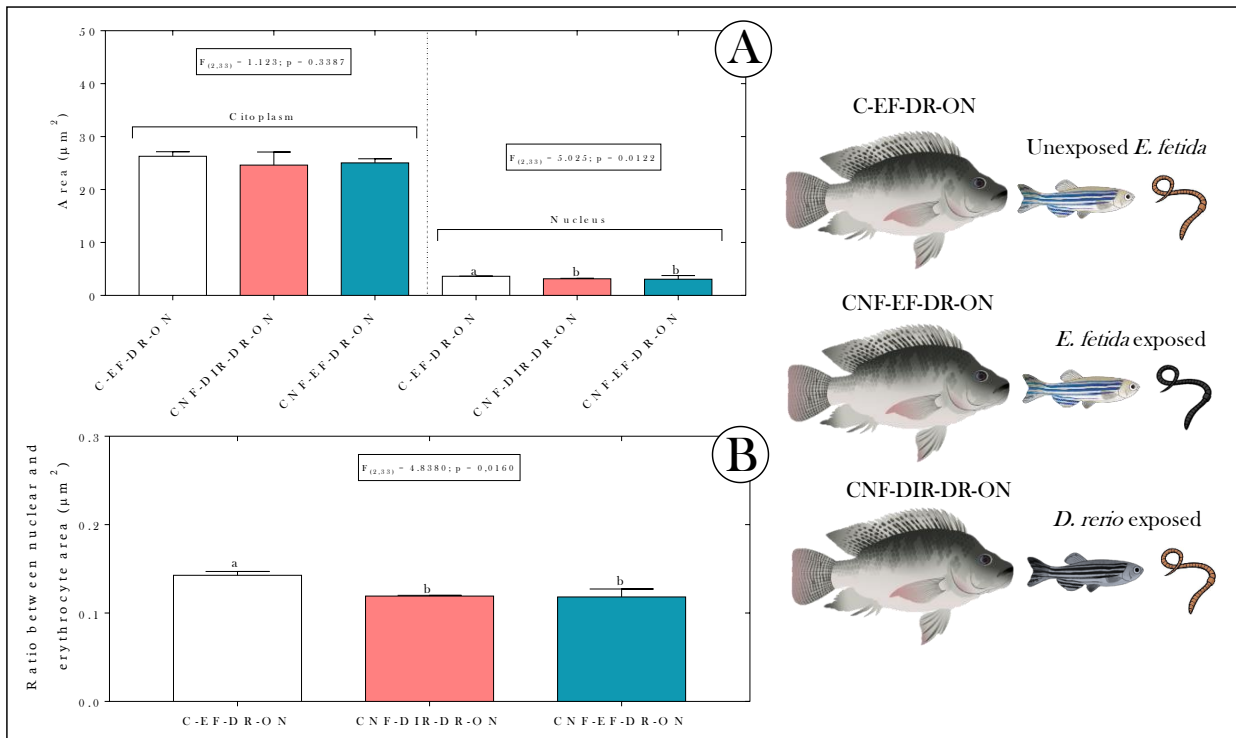 A
Area (µm²)
50
40
30
20
10
0
F(2,33) = 1.123; p = 0.3387
Citoplasm
F(2,33) = 5.025; p = 0.0122
Nucleus
a
b
b
C-EF-DR-ON
CNF-DIR-DR-ON
CNF-EF-DR-ON
C-EF-DR-ON
CNF-DIR-DR-ON
CNF-EF-DR-ON
B
Ratio between nuclear and
erythrocyte area (µm²)
0.3
0.2
0.1
0.0
F(2,33) = 4.8380; p = 0.0160
a
b
b
C-EF-DR-ON
CNF-DIR-DR-ON
CNF-EF-DR-ON
C-EF-DR-ON
Unexposed E. fetida
CNF-EF-DR-ON
E. fetida exposed
CNF-DIR-DR-ON
D. rerio exposed